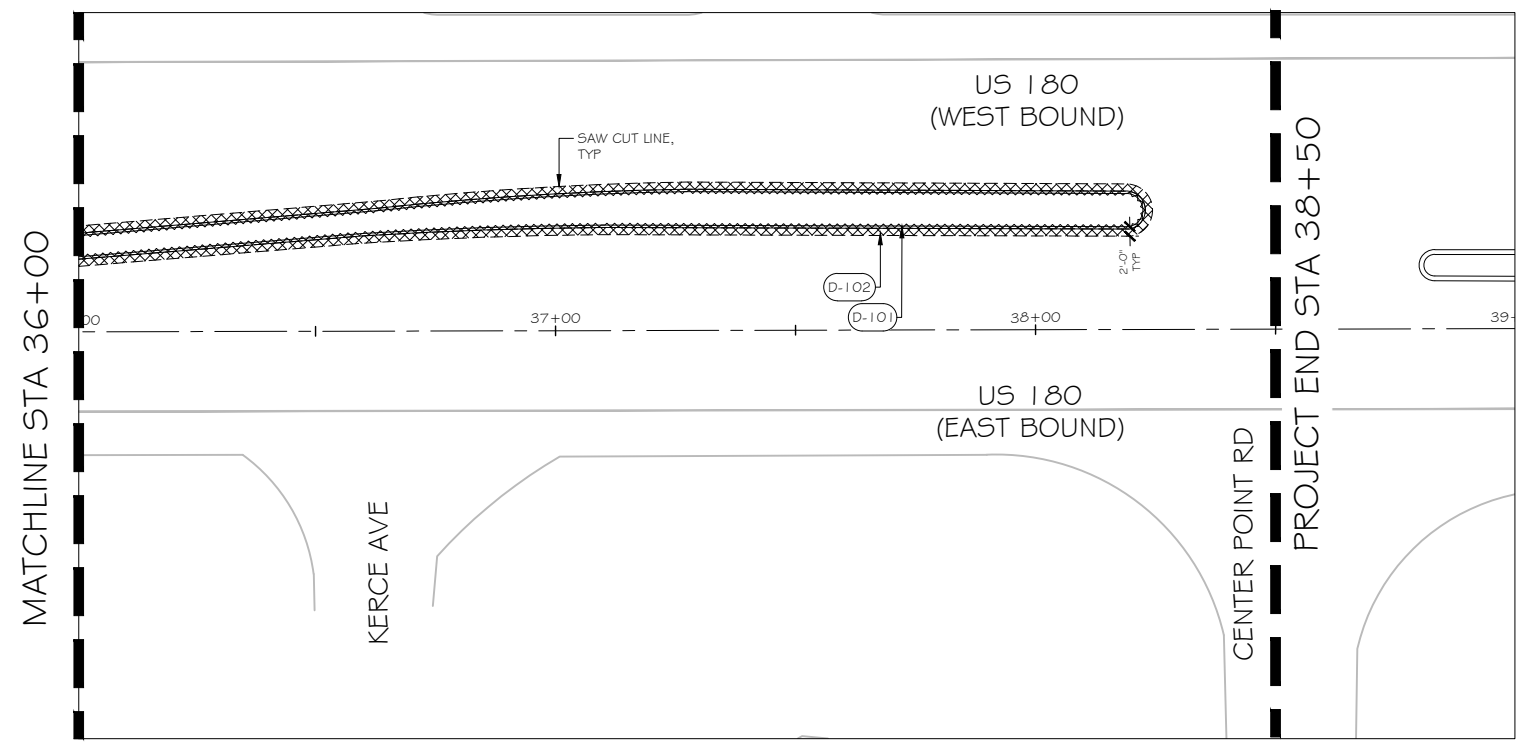 US 180
(WEST BOUND)
SAW CUT LINE,
TYP
MATCHLINE STA 36+00
PROJECT END STA 38+50
2'-0"
TYP
D-102
D-101
00
37+00
38+00
39+
US 180
(EAST BOUND)
KERCE AVE
CENTER POINT RD